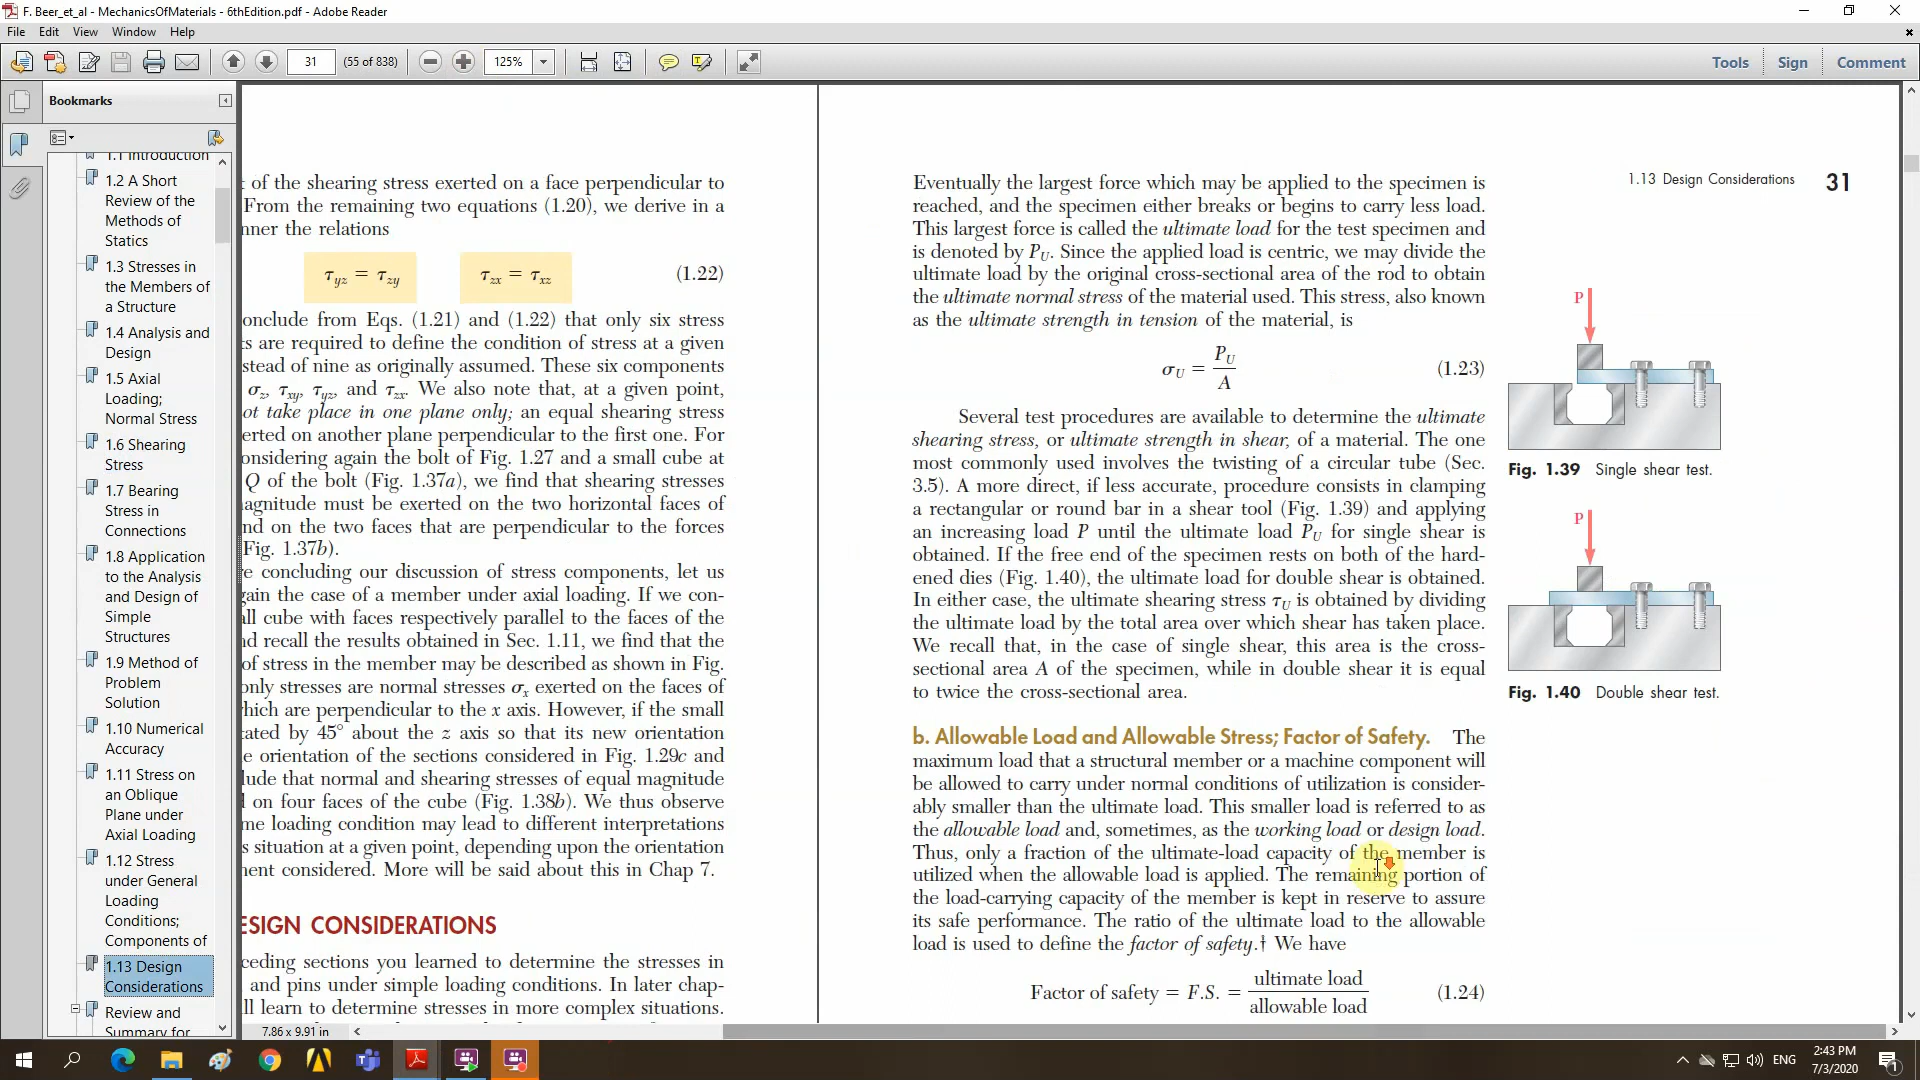 F. Beer_et_al - MechanicsOfMaterials - 6thEdition.pdf - Adobe Reader
File Edit View Window Help
31 (55 of 838) 125% Tools Sign Comment
Bookmarks
1.1 Introduction
1.2 A Short
Review of the
Methods of
Statics
1.3 Stresses in
the Members of
a Structure
1.4 Analysis and
Design
1.5 Axial
Loading;
Normal Stress
1.6 Shearing
Stress
1.7 Bearing
Stress in
Connections
1.8 Application
to the Analysis
and Design of
Simple
Structures
1.9 Method of
Problem
Solution
1.10 Numerical
Accuracy
1.11 Stress on
an Oblique
Plane under
Axial Loading
1.12 Stress
under General
Loading
Conditions;
Components of
1.13 Design
Considerations
Review and
Summary for
of the shearing stress exerted on a face perpendicular to
From the remaining two equations (1.20), we derive in a
nner the relations
τyz = τzy τzx = τxz (1.22)
onclude from Eqs. (1.21) and (1.22) that only six stress
ts are required to define the condition of stress at a given
stead of nine as originally assumed. These six components
σz, τxy, τyz, and τzx. We also note that, at a given point,
ot take place in one plane only; an equal shearing stress
erted on another plane perpendicular to the first one. For
onsidering again the bolt of Fig. 1.27 and a small cube at
Q of the bolt (Fig. 1.37a), we find that shearing stresses
agnitude must be exerted on the two horizontal faces of
nd on the two faces that are perpendicular to the forces
Fig. 1.37b).
e concluding our discussion of stress components, let us
gain the case of a member under axial loading. If we con-
all cube with faces respectively parallel to the faces of the
nd recall the results obtained in Sec. 1.11, we find that the
of stress in the member may be described as shown in Fig.
only stresses are normal stresses σx exerted on the faces of
hich are perpendicular to the x axis. However, if the small
tated by 45° about the z axis so that its new orientation
e orientation of the sections considered in Fig. 1.29c and
lude that normal and shearing stresses of equal magnitude
on four faces of the cube (Fig. 1.38b). We thus observe
me loading condition may lead to different interpretations
s situation at a given point, depending upon the orientation
ment considered. More will be said about this in Chap 7.
ESIGN CONSIDERATIONS
ceding sections you learned to determine the stresses in
and pins under simple loading conditions. In later chap-
ll learn to determine stresses in more complex situations.
1.13 Design Considerations 31
Eventually the largest force which may be applied to the specimen is
reached, and the specimen either breaks or begins to carry less load.
This largest force is called the ultimate load for the test specimen and
is denoted by PU. Since the applied load is centric, we may divide the
ultimate load by the original cross-sectional area of the rod to obtain
the ultimate normal stress of the material used. This stress, also known
as the ultimate strength in tension of the material, is
σU = PU / A (1.23)
Several test procedures are available to determine the ultimate
shearing stress, or ultimate strength in shear, of a material. The one
most commonly used involves the twisting of a circular tube (Sec.
3.5). A more direct, if less accurate, procedure consists in clamping
a rectangular or round bar in a shear tool (Fig. 1.39) and applying
an increasing load P until the ultimate load PU for single shear is
obtained. If the free end of the specimen rests on both of the hard-
ened dies (Fig. 1.40), the ultimate load for double shear is obtained.
In either case, the ultimate shearing stress τU is obtained by dividing
the ultimate load by the total area over which shear has taken place.
We recall that, in the case of single shear, this area is the cross-
sectional area A of the specimen, while in double shear it is equal
to twice the cross-sectional area.
b. Allowable Load and Allowable Stress; Factor of Safety. The
maximum load that a structural member or a machine component will
be allowed to carry under normal conditions of utilization is consider-
ably smaller than the ultimate load. This smaller load is referred to as
the allowable load and, sometimes, as the working load or design load.
Thus, only a fraction of the ultimate-load capacity of the member is
utilized when the allowable load is applied. The remaining portion of
the load-carrying capacity of the member is kept in reserve to assure
its safe performance. The ratio of the ultimate load to the allowable
load is used to define the factor of safety.† We have
Factor of safety = F.S. = ultimate load / allowable load (1.24)
P
Fig. 1.39 Single shear test.
P
Fig. 1.40 Double shear test.
7.86 x 9.91 in
ENG
2:43 PM
7/3/2020
1